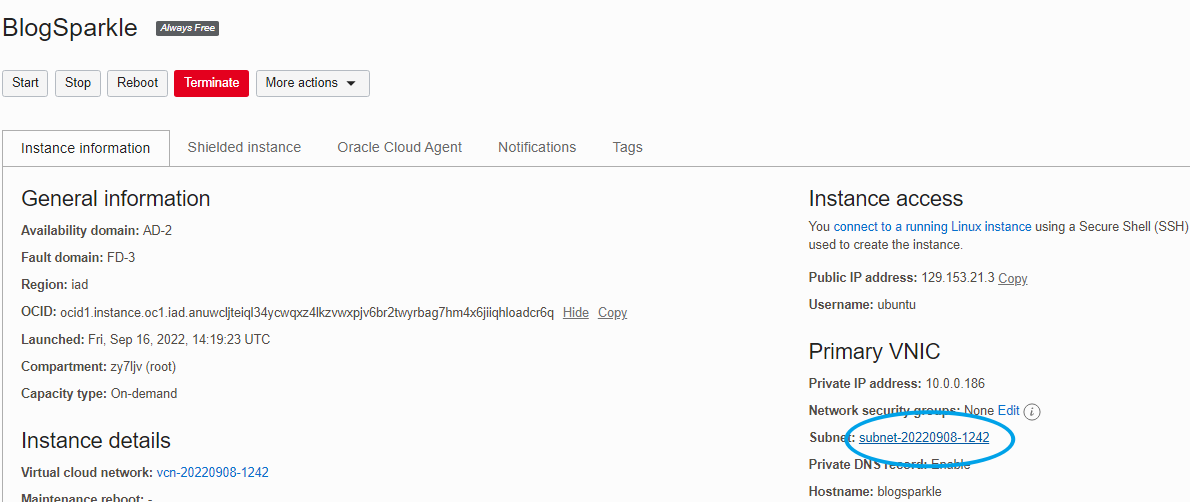 BlogSparkle Always Free
Start Stop Reboot Terminate More actions
Instance information Shielded instance Oracle Cloud Agent Notifications Tags
General information
Availability domain: AD-2
Fault domain: FD-3
Region: iad
OCID: ocid1.instance.oc1.iad.anuwcljteiql34ycwqxz4lkzvwxpjv6br2twyrbag7hm4x6jiiqhloadcr6q Hide Copy
Launched: Fri, Sep 16, 2022, 14:19:23 UTC
Compartment: zy7ljv (root)
Capacity type: On-demand
Instance details
Virtual cloud network: vcn-20220908-1242
Maintenance reboot: -
Instance access
You connect to a running Linux instance using a Secure Shell (SSH)
used to create the instance.
Public IP address: 129.153.21.3 Copy
Username: ubuntu
Primary VNIC
Private IP address: 10.0.0.186
Network security groups: None Edit i
Subnet: subnet-20220908-1242
Private DNS record: Enable
Hostname: blogsparkle